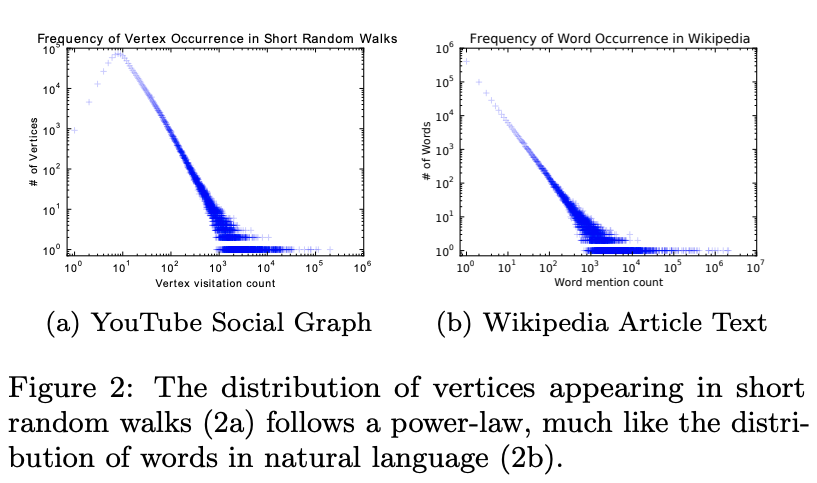 Frequency of Vertex Occurrence in Short Random Walks
10^5
10^4
10^3
10^2
10^1
10^0
# of Vertices
10^0 10^1 10^2 10^3 10^4 10^5 10^6
Vertex visitation count
(a) YouTube Social Graph
Frequency of Word Occurrence in Wikipedia
10^6
10^5
10^4
10^3
10^2
10^1
10^0
# of Words
10^0 10^1 10^2 10^3 10^4 10^5 10^6 10^7
Word mention count
(b) Wikipedia Article Text
Figure 2: The distribution of vertices appearing in short
random walks (2a) follows a power-law, much like the distri-
bution of words in natural language (2b).